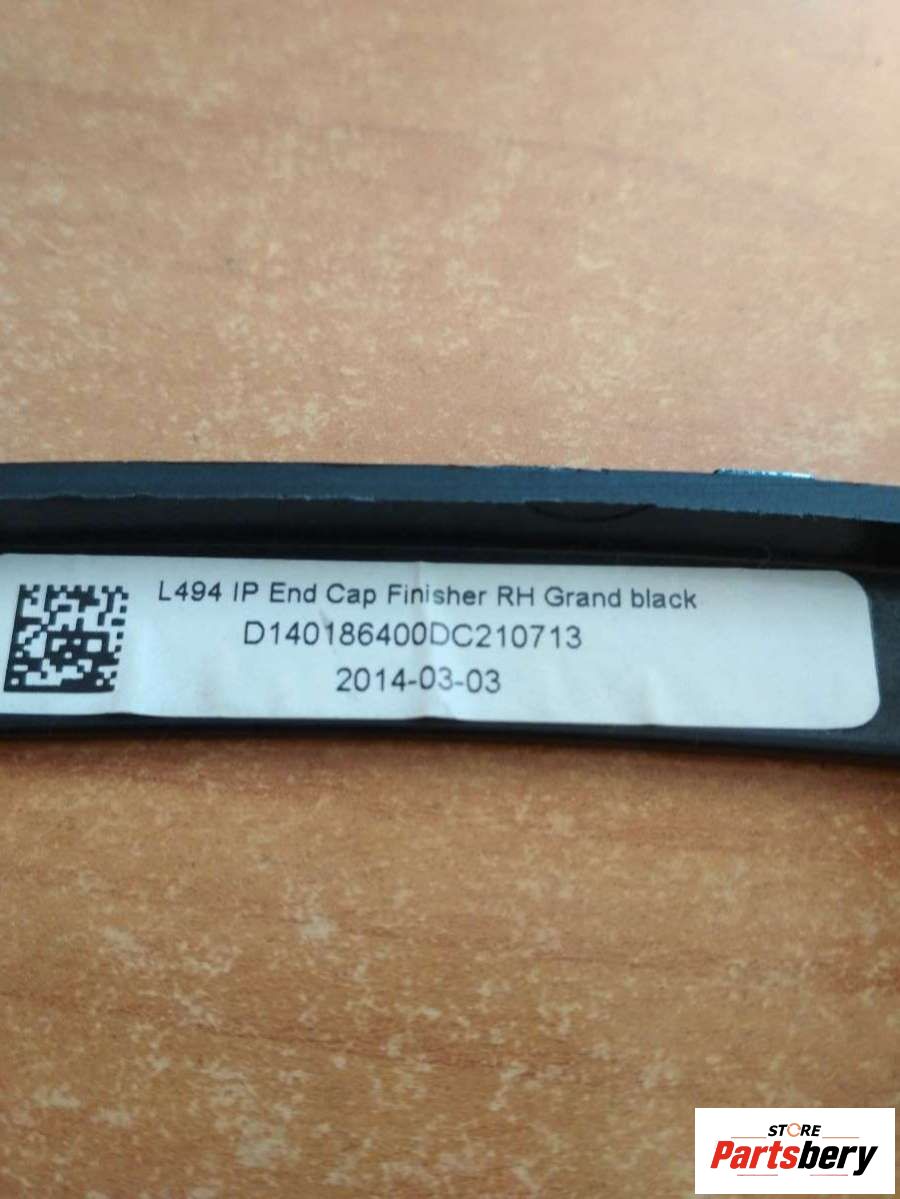 L494 IP End Cap Finisher RH Grand black
D140186400DC210713
2014-03-03
STORE
Partsbery